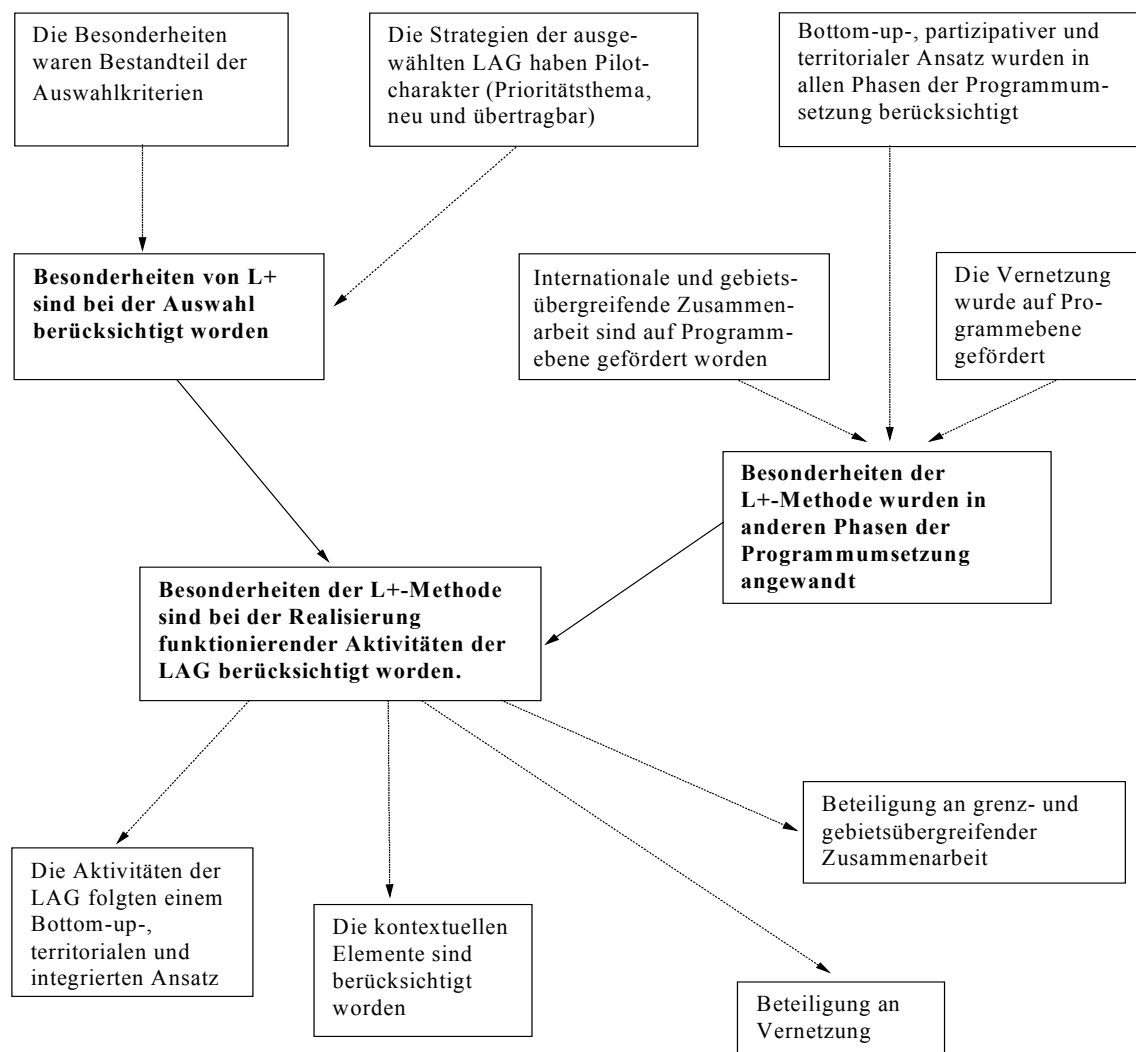 Die Besonderheiten
waren Bestandteil der
Auswahlkriterien
Die Strategien der ausge-
wählten LAG haben Pilot-
charakter (Prioritätsthema,
neu und übertragbar)
Bottom-up-, partizipativer und
territorialer Ansatz wurden in
allen Phasen der Programmum-
setzung berücksichtigt
Besonderheiten von L+
sind bei der Auswahl
berücksichtigt worden
Internationale und gebiets-
übergreifende Zusammen-
arbeit sind auf Programm-
ebene gefördert worden
Die Vernetzung
wurde auf Pro-
grammebene
gefördert
Besonderheiten der
L+-Methode wurden in
anderen Phasen der
Programmumsetzung
angewandt
Besonderheiten der L+-Methode
sind bei der Realisierung
funktionierender Aktivitäten der
LAG berücksichtigt worden.
Beteiligung an grenz- und
gebietsübergreifender
Zusammenarbeit
Die Aktivitäten der
LAG folgten einem
Bottom-up-,
territorialen und
integrierten Ansatz
Die kontextuellen
Elemente sind
berücksichtigt
worden
Beteiligung an
Vernetzung